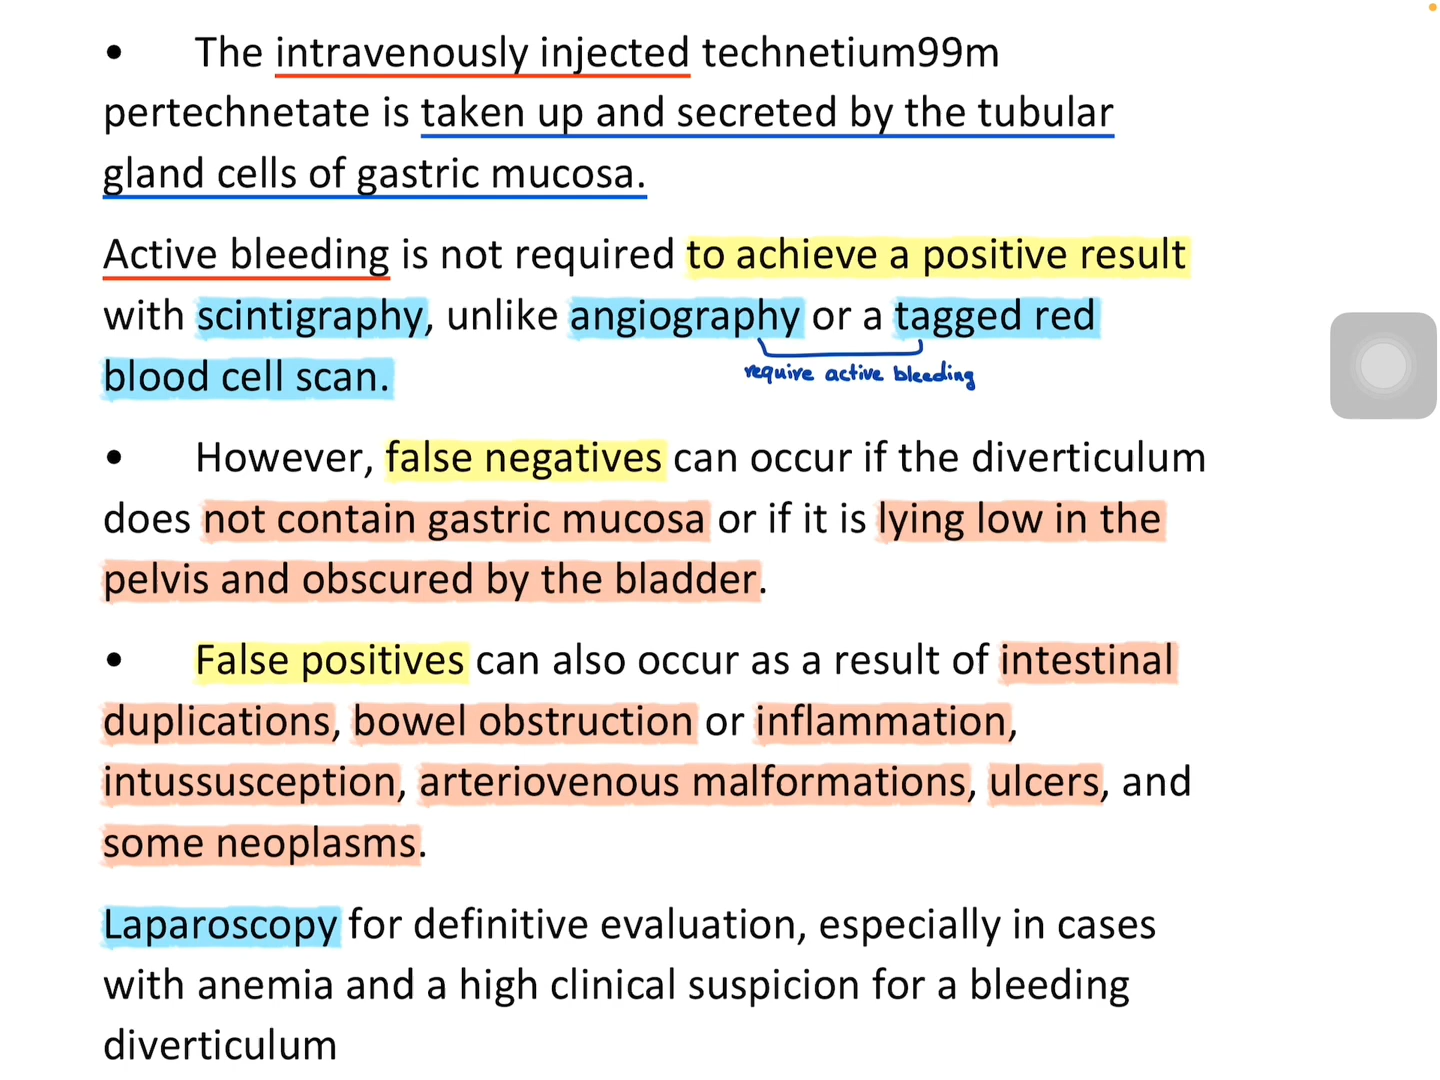 • The intravenously injected technetium99m
pertechnetate is taken up and secreted by the tubular
gland cells of gastric mucosa.
Active bleeding is not required to achieve a positive result
with scintigraphy, unlike angiography or a tagged red
blood cell scan.
require active bleeding
• However, false negatives can occur if the diverticulum
does not contain gastric mucosa or if it is lying low in the
pelvis and obscured by the bladder.
• False positives can also occur as a result of intestinal
duplications, bowel obstruction or inflammation,
intussusception, arteriovenous malformations, ulcers, and
some neoplasms.
Laparoscopy for definitive evaluation, especially in cases
with anemia and a high clinical suspicion for a bleeding
diverticulum